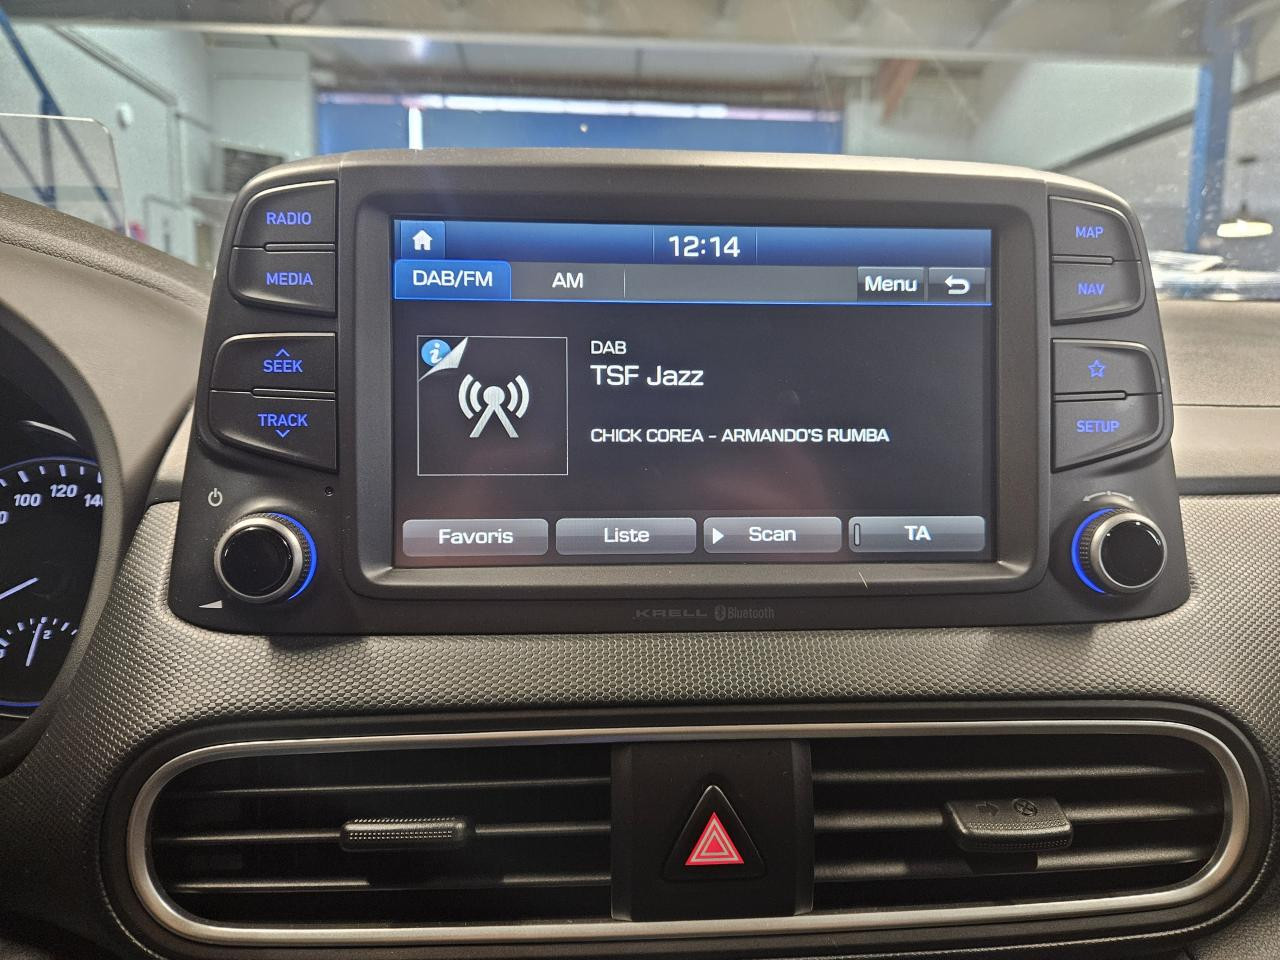 RADIO
MEDIA
SEEK
TRACK
12:14
DAB/FM
AM
Menu
DAB
TSF Jazz
CHICK COREA - ARMANDO'S RUMBA
Favoris
Liste
Scan
TA
MAP
NAV
SETUP
KRELL Bluetooth
100
120
2